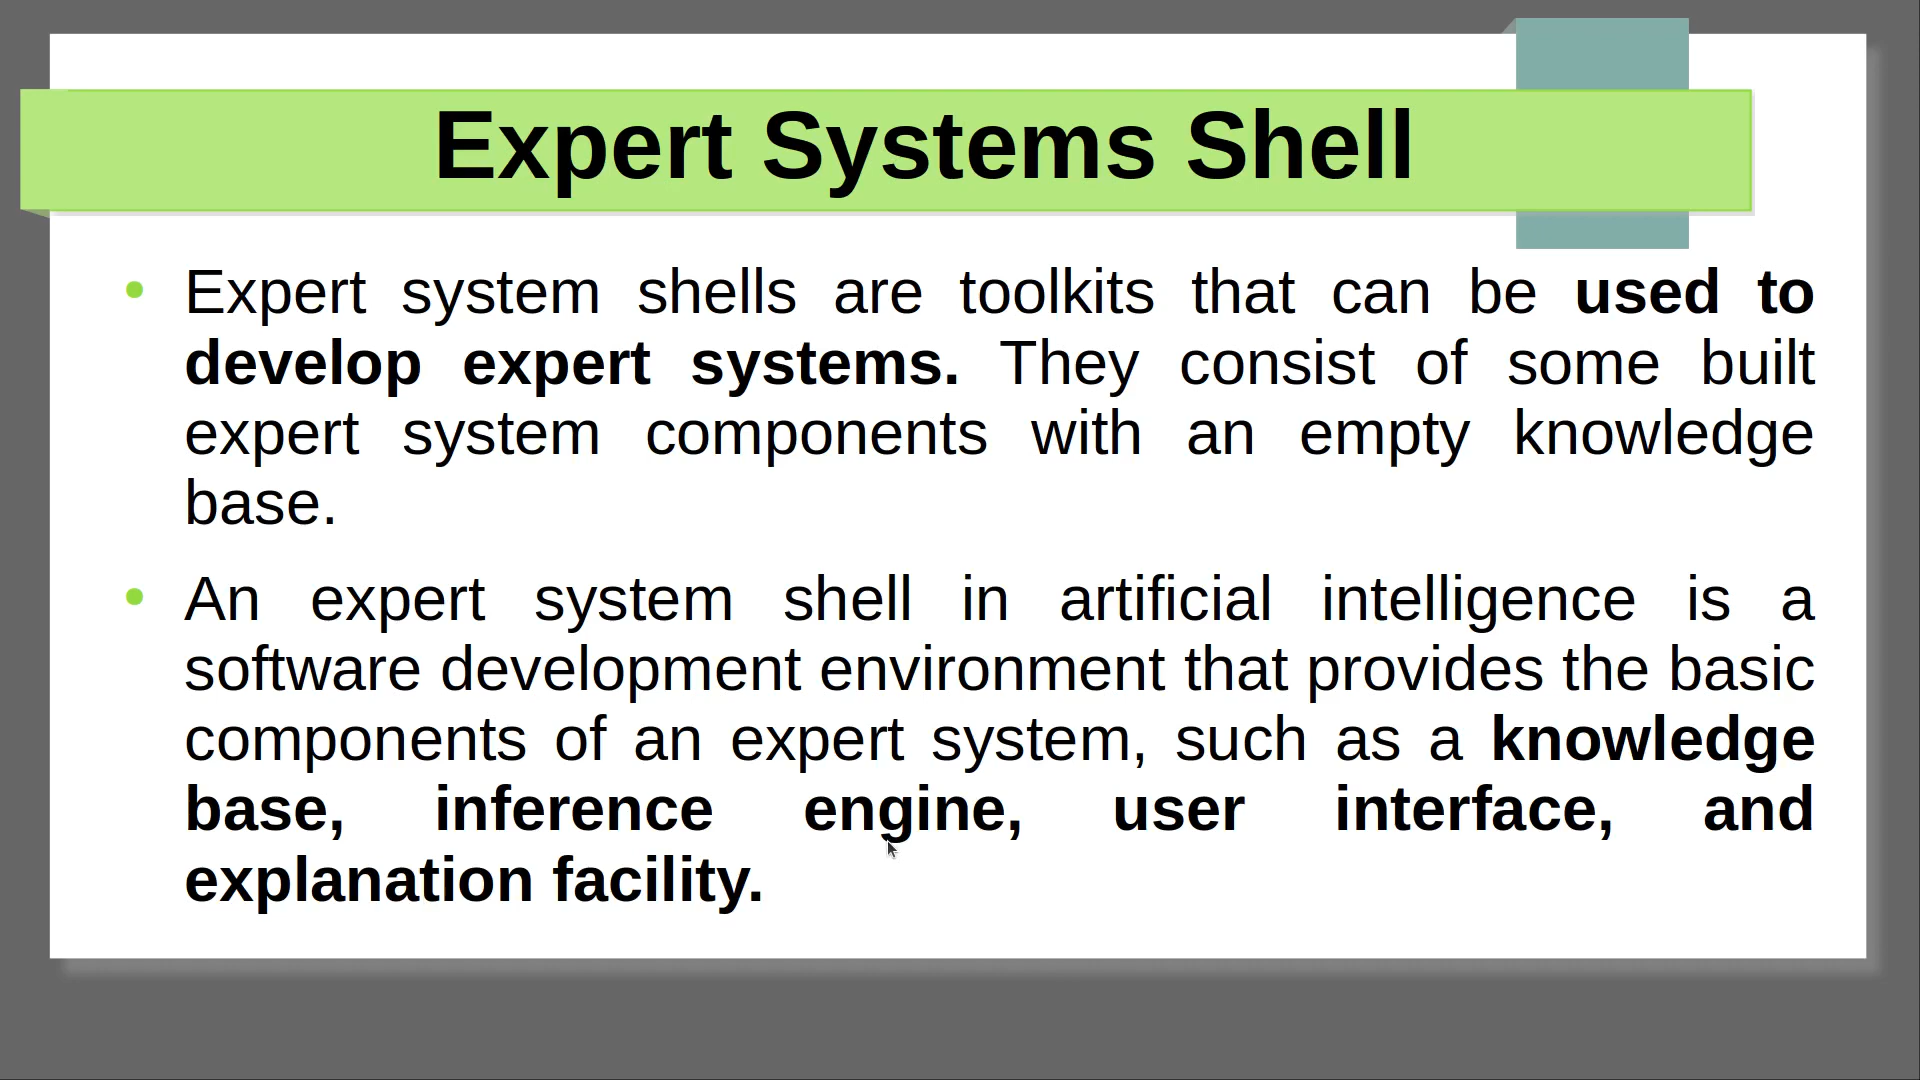 Expert Systems Shell
Expert system shells are toolkits that can be used to
develop expert systems. They consist of some built
expert system components with an empty knowledge
base.
An expert system shell in artificial intelligence is a
software development environment that provides the basic
components of an expert system, such as a knowledge
base, inference engine, user interface, and
explanation facility.